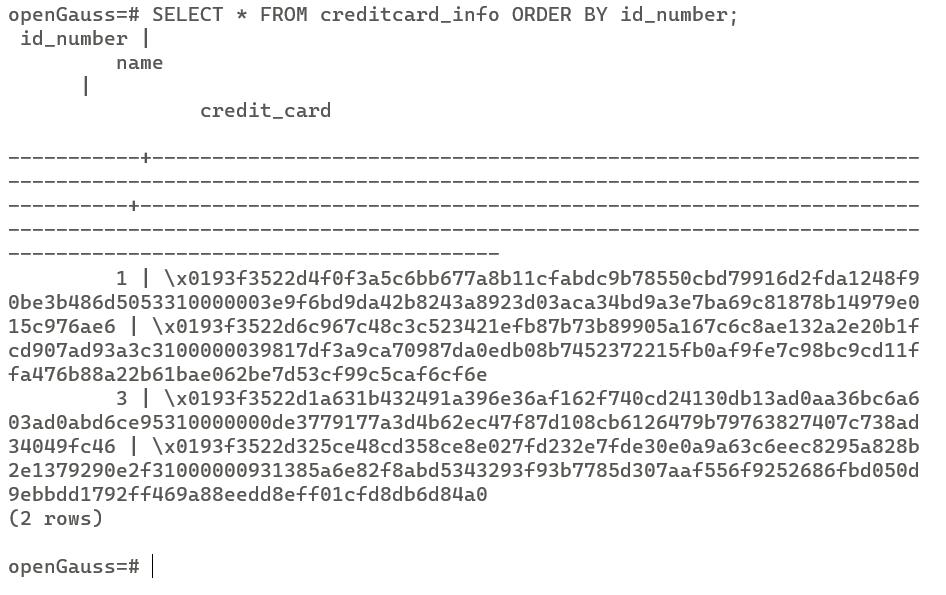 openGauss=# SELECT * FROM creditcard_info ORDER BY id_number;
 id_number |
         name
      |
                credit_card

-----------+----------------------------------------------------------------
----------------------------------------------------------------------------
----------+-----------------------------------------------------------------
----------------------------------------------------------------------------
-----------------------------------------
         1 | \x0193f3522d4f0f3a5c6bb677a8b11cfabdc9b78550cbd79916d2fda1248f9
0be3b486d5053310000003e9f6bd9da42b8243a8923d03aca34bd9a3e7ba69c81878b14979e0
15c976ae6 | \x0193f3522d6c967c48c3c523421efb87b73b89905a167c6c8ae132a2e20b1f
cd907ad93a3c3100000039817df3a9ca70987da0edb08b7452372215fb0af9fe7c98bc9cd11f
fa476b88a22b61bae062be7d53cf99c5caf6cf6e
         3 | \x0193f3522d1a631b432491a396e36af162f740cd24130db13ad0aa36bc6a6
03ad0abd6ce95310000000de3779177a3d4b62ec47f87d108cb6126479b79763827407c738ad
34049fc46 | \x0193f3522d325ce48cd358ce8e027fd232e7fde30e0a9a63c6eec8295a828b
2e1379290e2f31000000931385a6e82f8abd5343293f93b7785d307aaf556f9252686fbd050d
9ebbdd1792ff469a88eedd8eff01cfd8db6d84a0
(2 rows)

openGauss=#